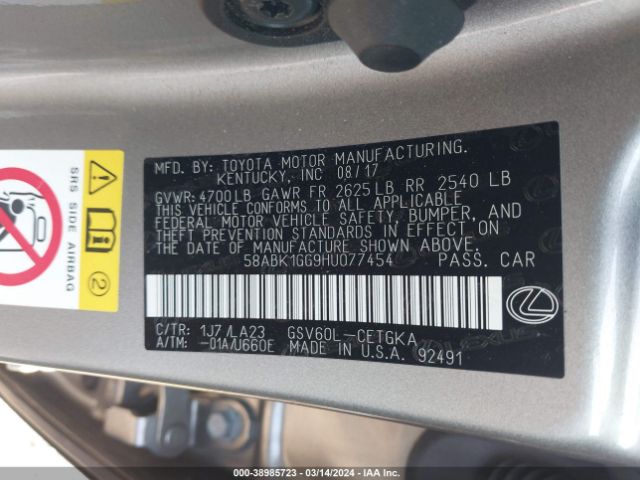 MFD. BY: TOYOTA MOTOR MANUFACTURING.
KENTUCKY, INC 08/17
GVWR: 4700LB GAWR FR 2625LB RR 2540 LB
THIS VEHICLE CONFORMS TO ALL APPLICABLE
FEDERAL MOTOR VEHICLE SAFETY, BUMPER, AND
THEFT PREVENTION STANDARDS IN EFFECT ON
THE DATE OF MANUFACTURE SHOWN ABOVE.
58ABK1GG9HU077454 PASS. CAR
C/TR: 1J7/LA23 GSV60L-CETGKA
A/TM: -01A/U660E MADE IN U.S.A. 92491
SRS SIDE AIRBAG
2
000-38985723 - 03/14/2024 - IAA Inc.